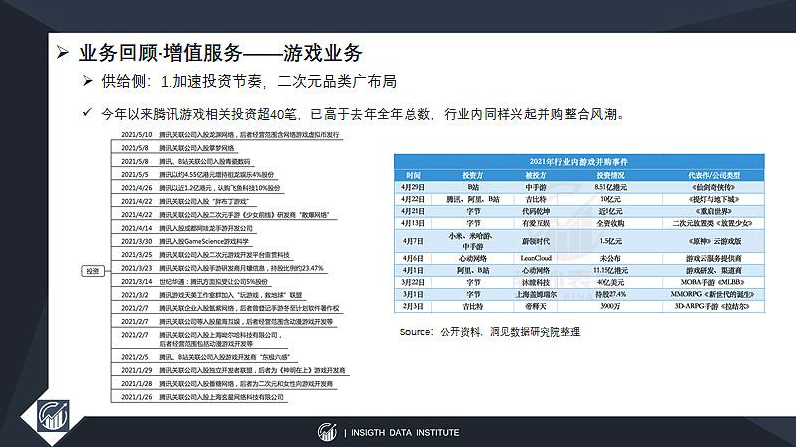 业务回顾·增值服务——游戏业务
供给侧：1.加速投资节奏，二次元品类广布局
今年以来腾讯游戏相关投资超40笔，已高于去年全年总数，行业内同样兴起并购整合风潮。
投资
2021/5/10 腾讯关联公司入股龙渊网络，后者经营范围含网络游戏虚拟币发行
2021/5/8 腾讯关联公司入股掌梦网络
2021/5/8 腾讯、B站关联公司入股青瓷数码
2021/5/5 腾讯以约4.55亿港元增持祖龙娱乐4%股份
2021/4/26 腾讯以近1.2亿港元，认购飞鱼科技10%股份
2021/4/22 腾讯关联公司入股“胖布丁游戏”
2021/4/22 腾讯关联公司入股二次元手游《少女前线》研发商“散爆网络”
2021/4/14 腾讯入股成都阿哇龙手游开发公司
2021/3/30 腾讯入股GameScience游戏科学
2021/3/25 腾讯关联公司入股二次元游戏开发平台宙贯科技
2021/3/23 腾讯关联公司入股手游研发商月螺信息，持股比例约23.47%
2021/3/14 世纪华通：腾讯方面拟受让公司5%股份
2021/3/2 腾讯游戏天美工作室群加入“玩游戏，救地球”联盟
2021/2/7 腾讯关联企业入股氪紫网络，后者曾登记手游冬至计划软件著作权
2021/2/7 腾讯关联公司等入股星海互娱，后者经营范围含动漫游戏开发等
2021/2/7 腾讯关联公司入股上海呦尔哈科技有限公司，
后者经营范围包括动漫游戏开发等
2021/2/5 腾讯、B站关联公司入股游戏开发商“东极六感”
2021/1/29 腾讯关联公司入股独立开发者联盟，后者为《神明在上》游戏开发商
2021/1/28 腾讯关联公司入股番糖网络，后者为二次元和女性向游戏开发商
2021/1/26 腾讯关联公司入股上海玄星网络科技有限公司
2021年行业内游戏并购事件
时间 投资方 被投方 投资情况 代表作/公司类型
4月29日 B站 中手游 8.51亿港元 《仙剑奇侠传》
4月22日 腾讯、阿里、B站 吉比特 10亿元 《提灯与地下城》
4月21日 字节 代码乾坤 近1亿元 《重启世界》
4月13日 字节 有爱互娱 全资收购 二次元放置类《放置少女》
4月7日 小米、米哈游、中手游 蔚领时代 1.5亿元 《原神》云游戏版
4月6日 心动网络 LeanCloud 未公布 游戏云服务提供商
4月1日 阿里、B站 心动网络 11.15亿港元 游戏研发、渠道商
3月22日 字节 沐瞳科技 40亿美元 MOBA手游《MLBB》
3月1日 字节 上海盖姆瑞尔 持股27.4% MMORPG《新世代的诞生》
2月3日 吉比特 帝释天 3900万 3D-ARPG手游《拉结尔》
Source：公开资料，洞见数据研究院整理
| INSIGTH DATA INSTITUTE